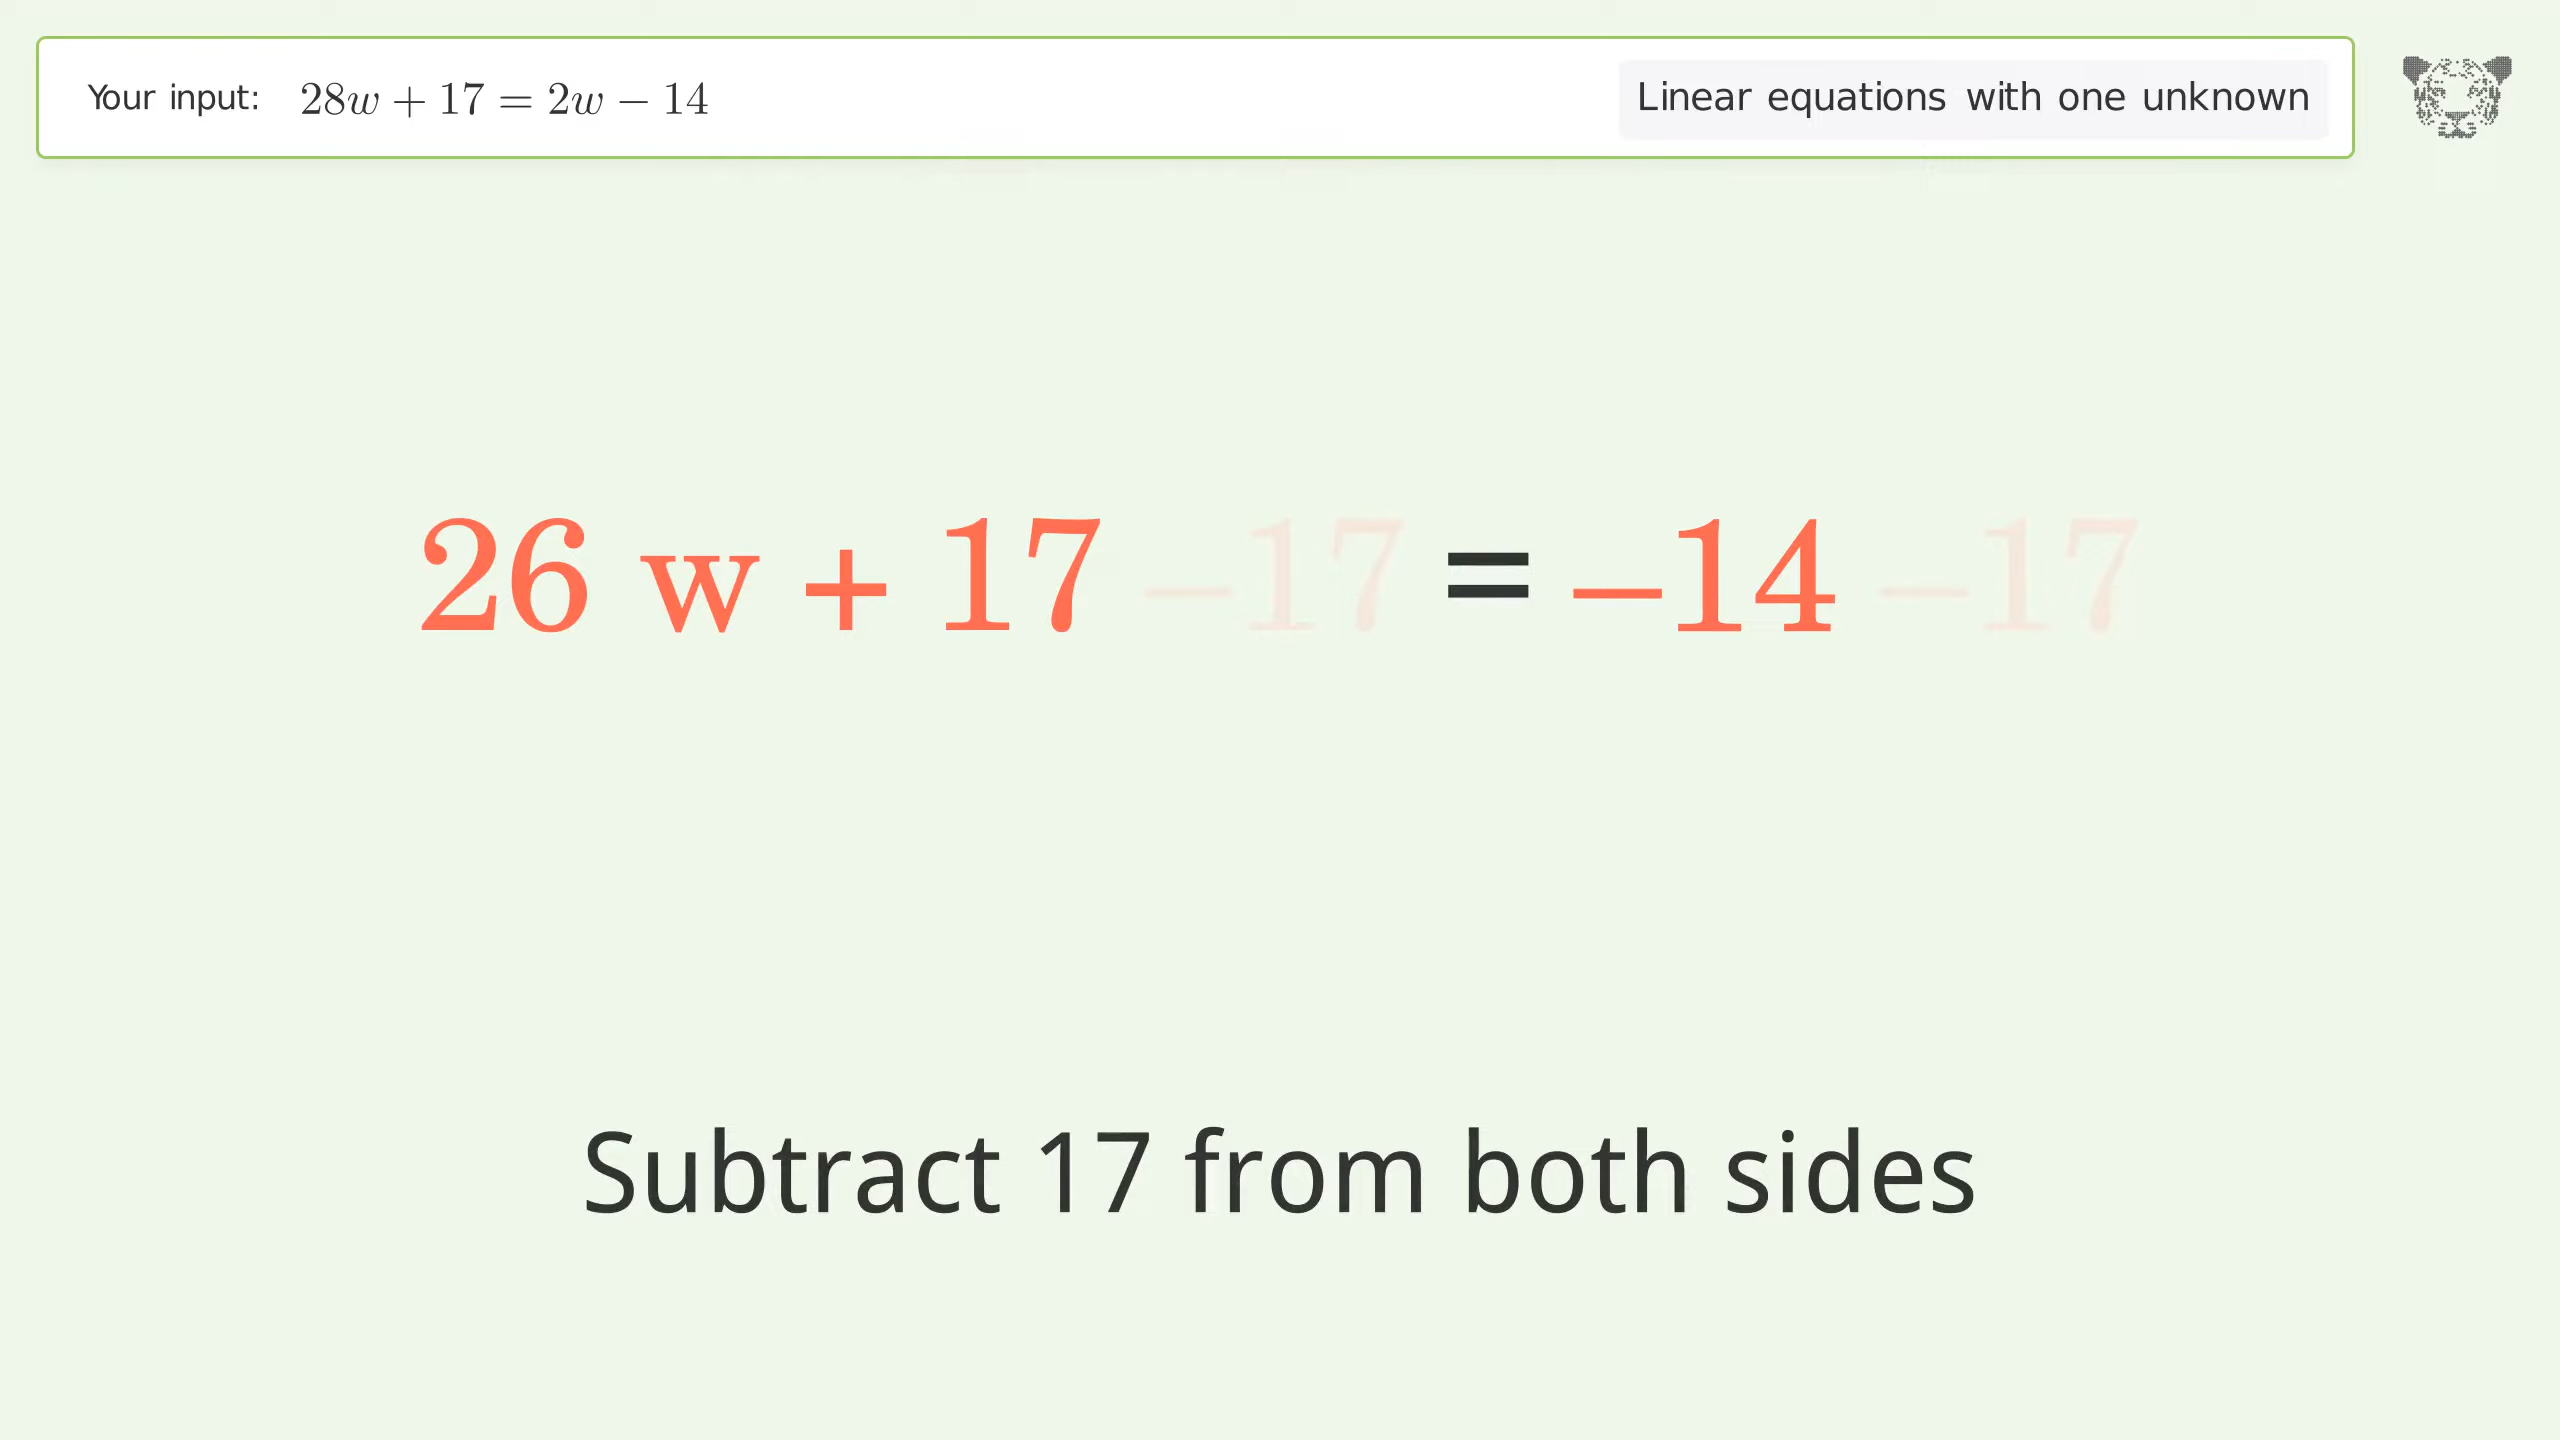 Your input: 28w + 17 = 2w − 14
Linear equations with one unknown
26 w + 17 −17 = −14 −17
Subtract 17 from both sides